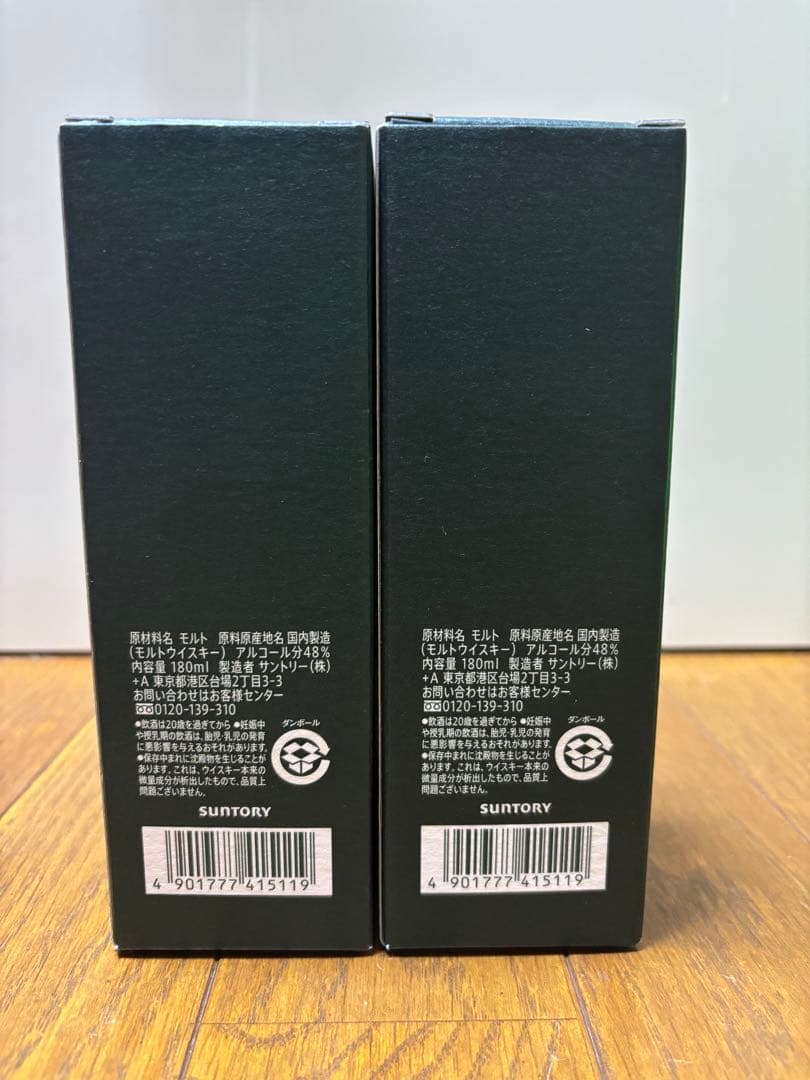 原材料名 モルト 原料原産地名 国内製造
(モルトウイスキー) アルコール分48%
内容量 180ml 製造者 サントリー(株)
+A 東京都港区台場2丁目3-3
お問い合わせはお客様センター
0120-139-310
●飲酒は20歳を過ぎてから ●妊娠中
や授乳期の飲酒は、胎児・乳児の発育
に悪影響を与えるおそれがあります。
●保存中まれに沈殿物を生じることが
あります。これは、ウイスキー本来の
微量成分が析出したもので、品質上
問題ございません。
ダンボール
SUNTORY
4 901777 415119
原材料名 モルト 原料原産地名 国内製造
(モルトウイスキー) アルコール分48%
内容量 180ml 製造者 サントリー(株)
+A 東京都港区台場2丁目3-3
お問い合わせはお客様センター
0120-139-310
●飲酒は20歳を過ぎてから ●妊娠中
や授乳期の飲酒は、胎児・乳児の発育
に悪影響を与えるおそれがあります。
●保存中まれに沈殿物を生じることが
あります。これは、ウイスキー本来の
微量成分が析出したもので、品質上
問題ございません。
ダンボール
SUNTORY
4 901777 415119